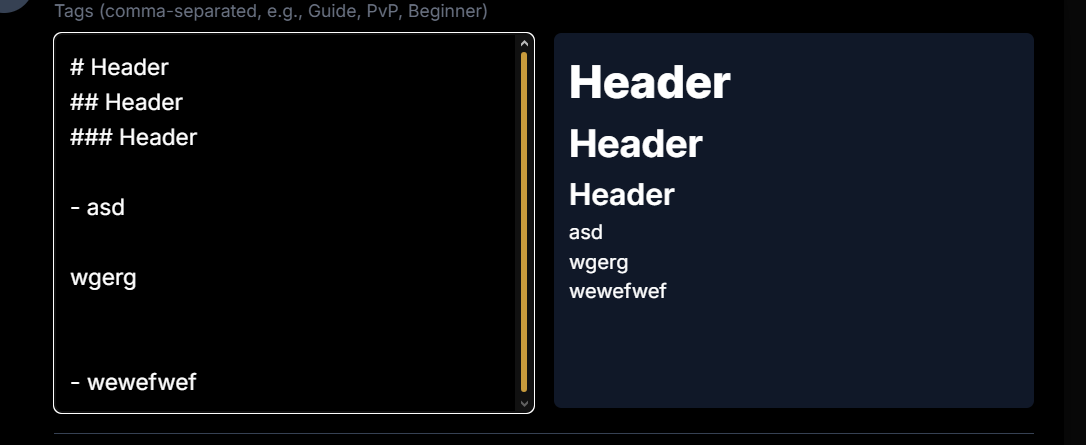 Tags (comma-separated, e.g., Guide, PvP, Beginner)
# Header
## Header
### Header
- asd
wgerg
- wewefwef
Header
Header
Header
asd
wgerg
wewefwef